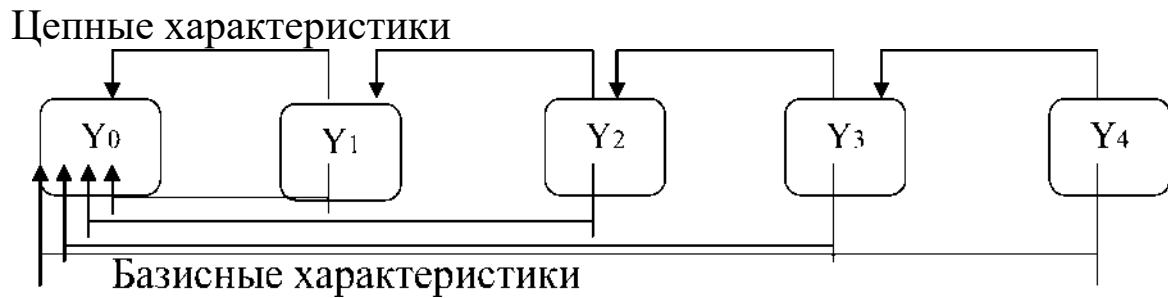 Цепные характеристики
Y0 Y1 Y2 Y3 Y4
Базисные характеристики